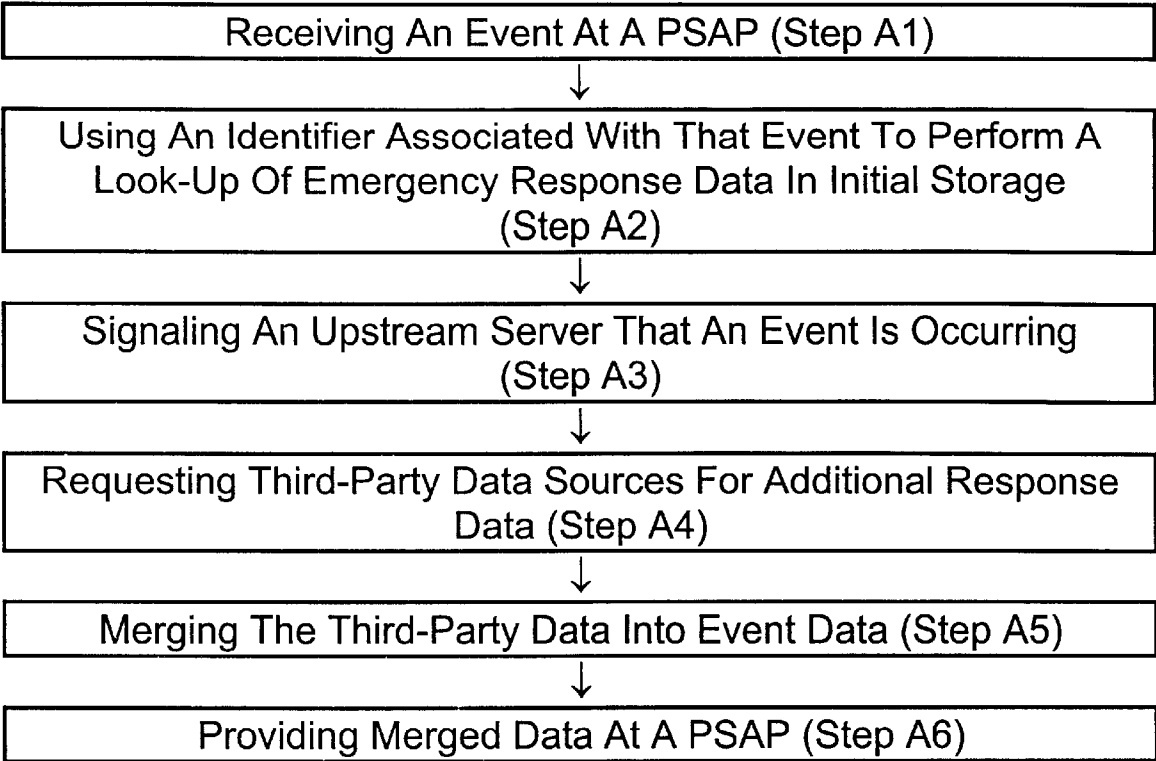 Receiving An Event At A PSAP (Step A1)
↓
Using An Identifier Associated With That Event To Perform A
Look-Up Of Emergency Response Data In Initial Storage
(Step A2)
↓
Signaling An Upstream Server That An Event Is Occurring
(Step A3)
↓
Requesting Third-Party Data Sources For Additional Response
Data (Step A4)
↓
Merging The Third-Party Data Into Event Data (Step A5)
↓
Providing Merged Data At A PSAP (Step A6)